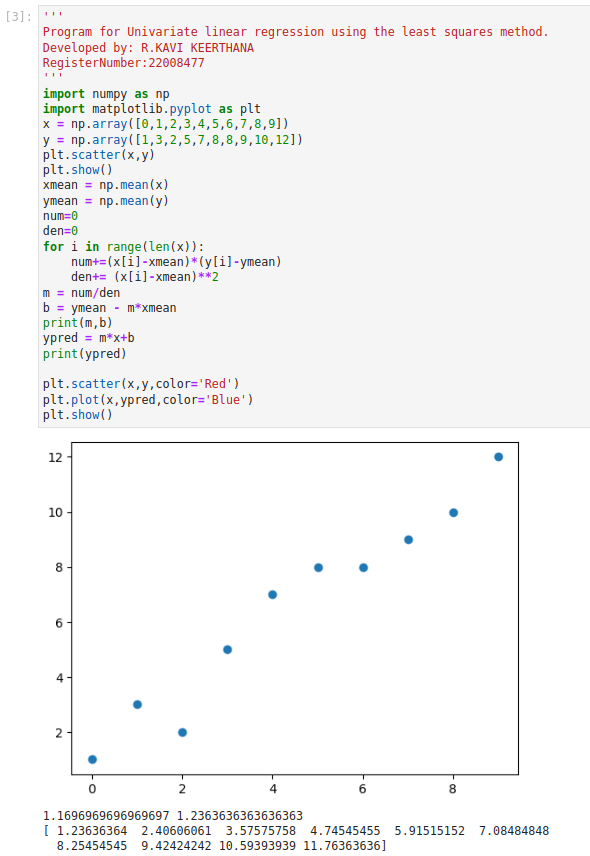 [3]: '''
Program for Univariate linear regression using the least squares method.
Developed by: R.KAVI KEERTHANA
RegisterNumber:22008477
'''
import numpy as np
import matplotlib.pyplot as plt
x = np.array([0,1,2,3,4,5,6,7,8,9])
y = np.array([1,3,2,5,7,8,8,9,10,12])
plt.scatter(x,y)
plt.show()
xmean = np.mean(x)
ymean = np.mean(y)
num=0
den=0
for i in range(len(x)):
    num+=(x[i]-xmean)*(y[i]-ymean)
    den+= (x[i]-xmean)**2
m = num/den
b = ymean - m*xmean
print(m,b)
ypred = m*x+b
print(ypred)

plt.scatter(x,y,color='Red')
plt.plot(x,ypred,color='Blue')
plt.show()
12
10
8
6
4
2
0 2 4 6 8
1.1696969696969697 1.2363636363636363
[ 1.23636364  2.40606061  3.57575758  4.74545455  5.91515152  7.08484848
  8.25454545  9.42424242 10.59393939 11.76363636]